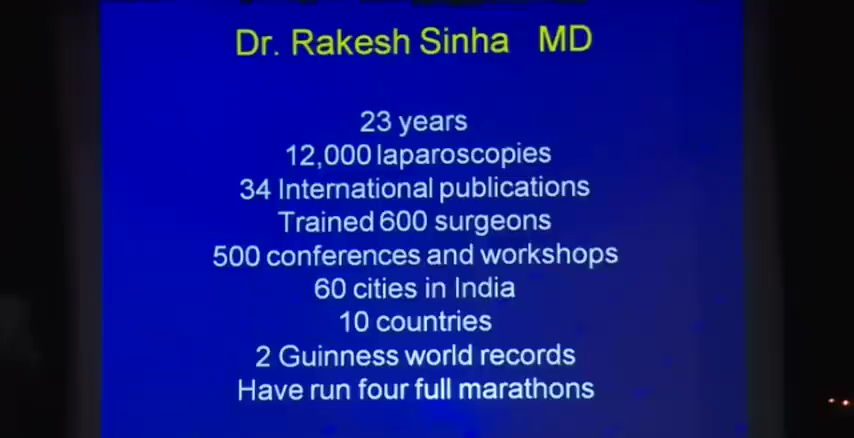 Dr. Rakesh Sinha MD
23 years
12,000 laparoscopies
34 International publications
Trained 600 surgeons
500 conferences and workshops
60 cities in India
10 countries
2 Guinness world records
Have run four full marathons